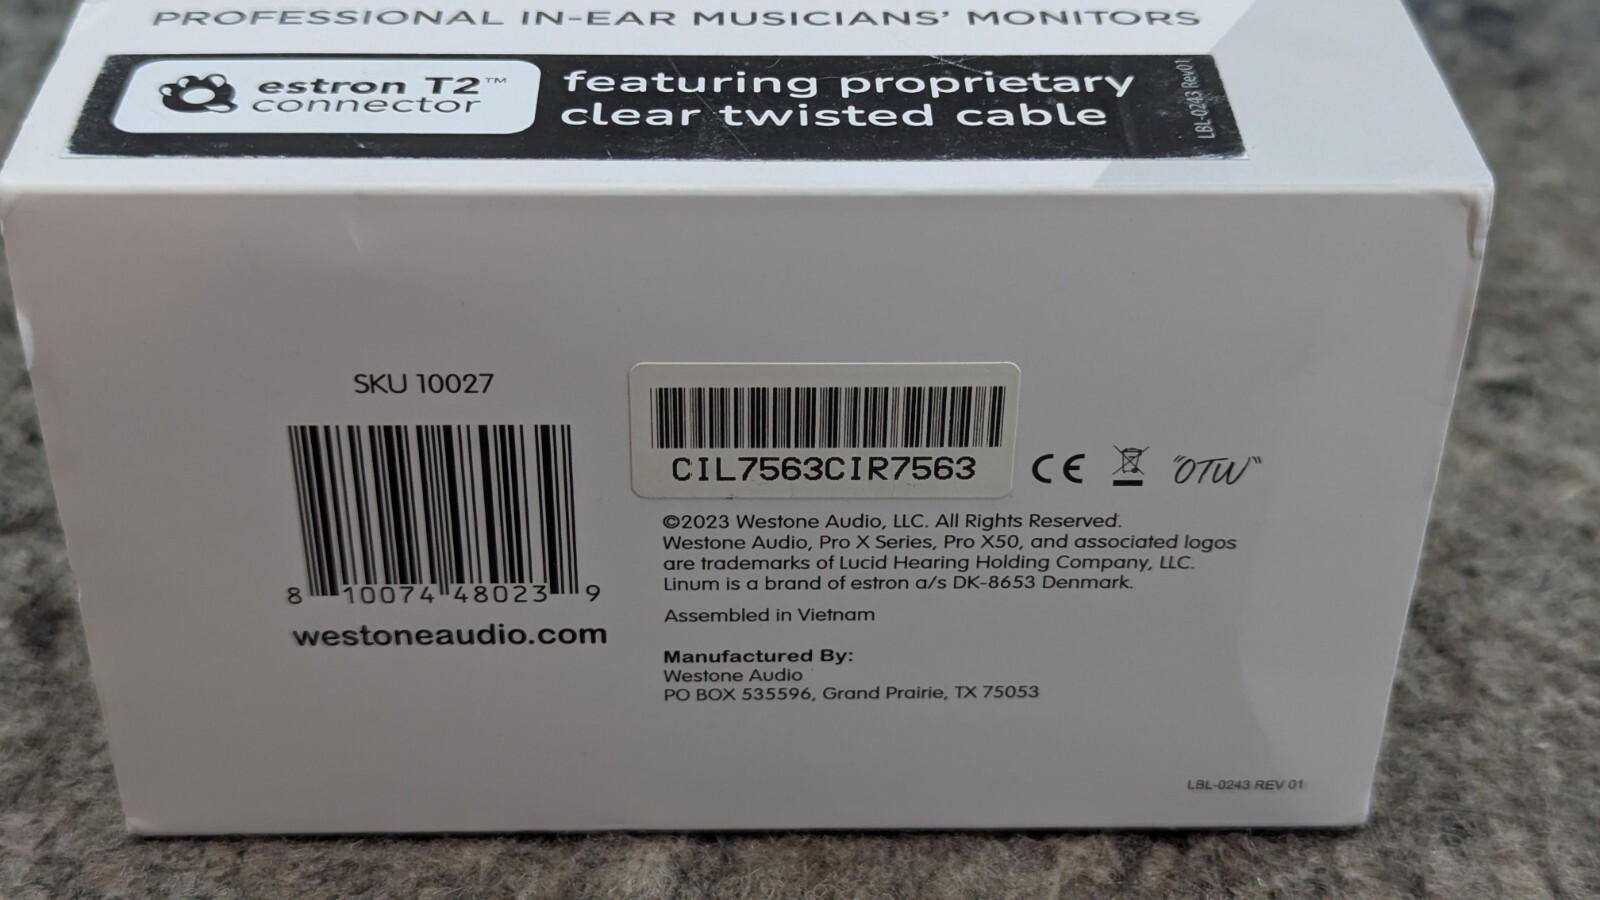 PROFESSIONAL IN-EAR MUSICIANS' MONITORS
estron T2™
connector
featuring proprietary
clear twisted cable
LBL-0243 Rev01
SKU 10027
8 10074 48023 9
westoneaudio.com
CIL7563CIR7563
CE
"OTW"
©2023 Westone Audio, LLC. All Rights Reserved.
Westone Audio, Pro X Series, Pro X50, and associated logos
are trademarks of Lucid Hearing Holding Company, LLC.
Linum is a brand of estron a/s DK-8653 Denmark.
Assembled in Vietnam
Manufactured By:
Westone Audio
PO BOX 535596, Grand Prairie, TX 75053
LBL-0243 REV 01